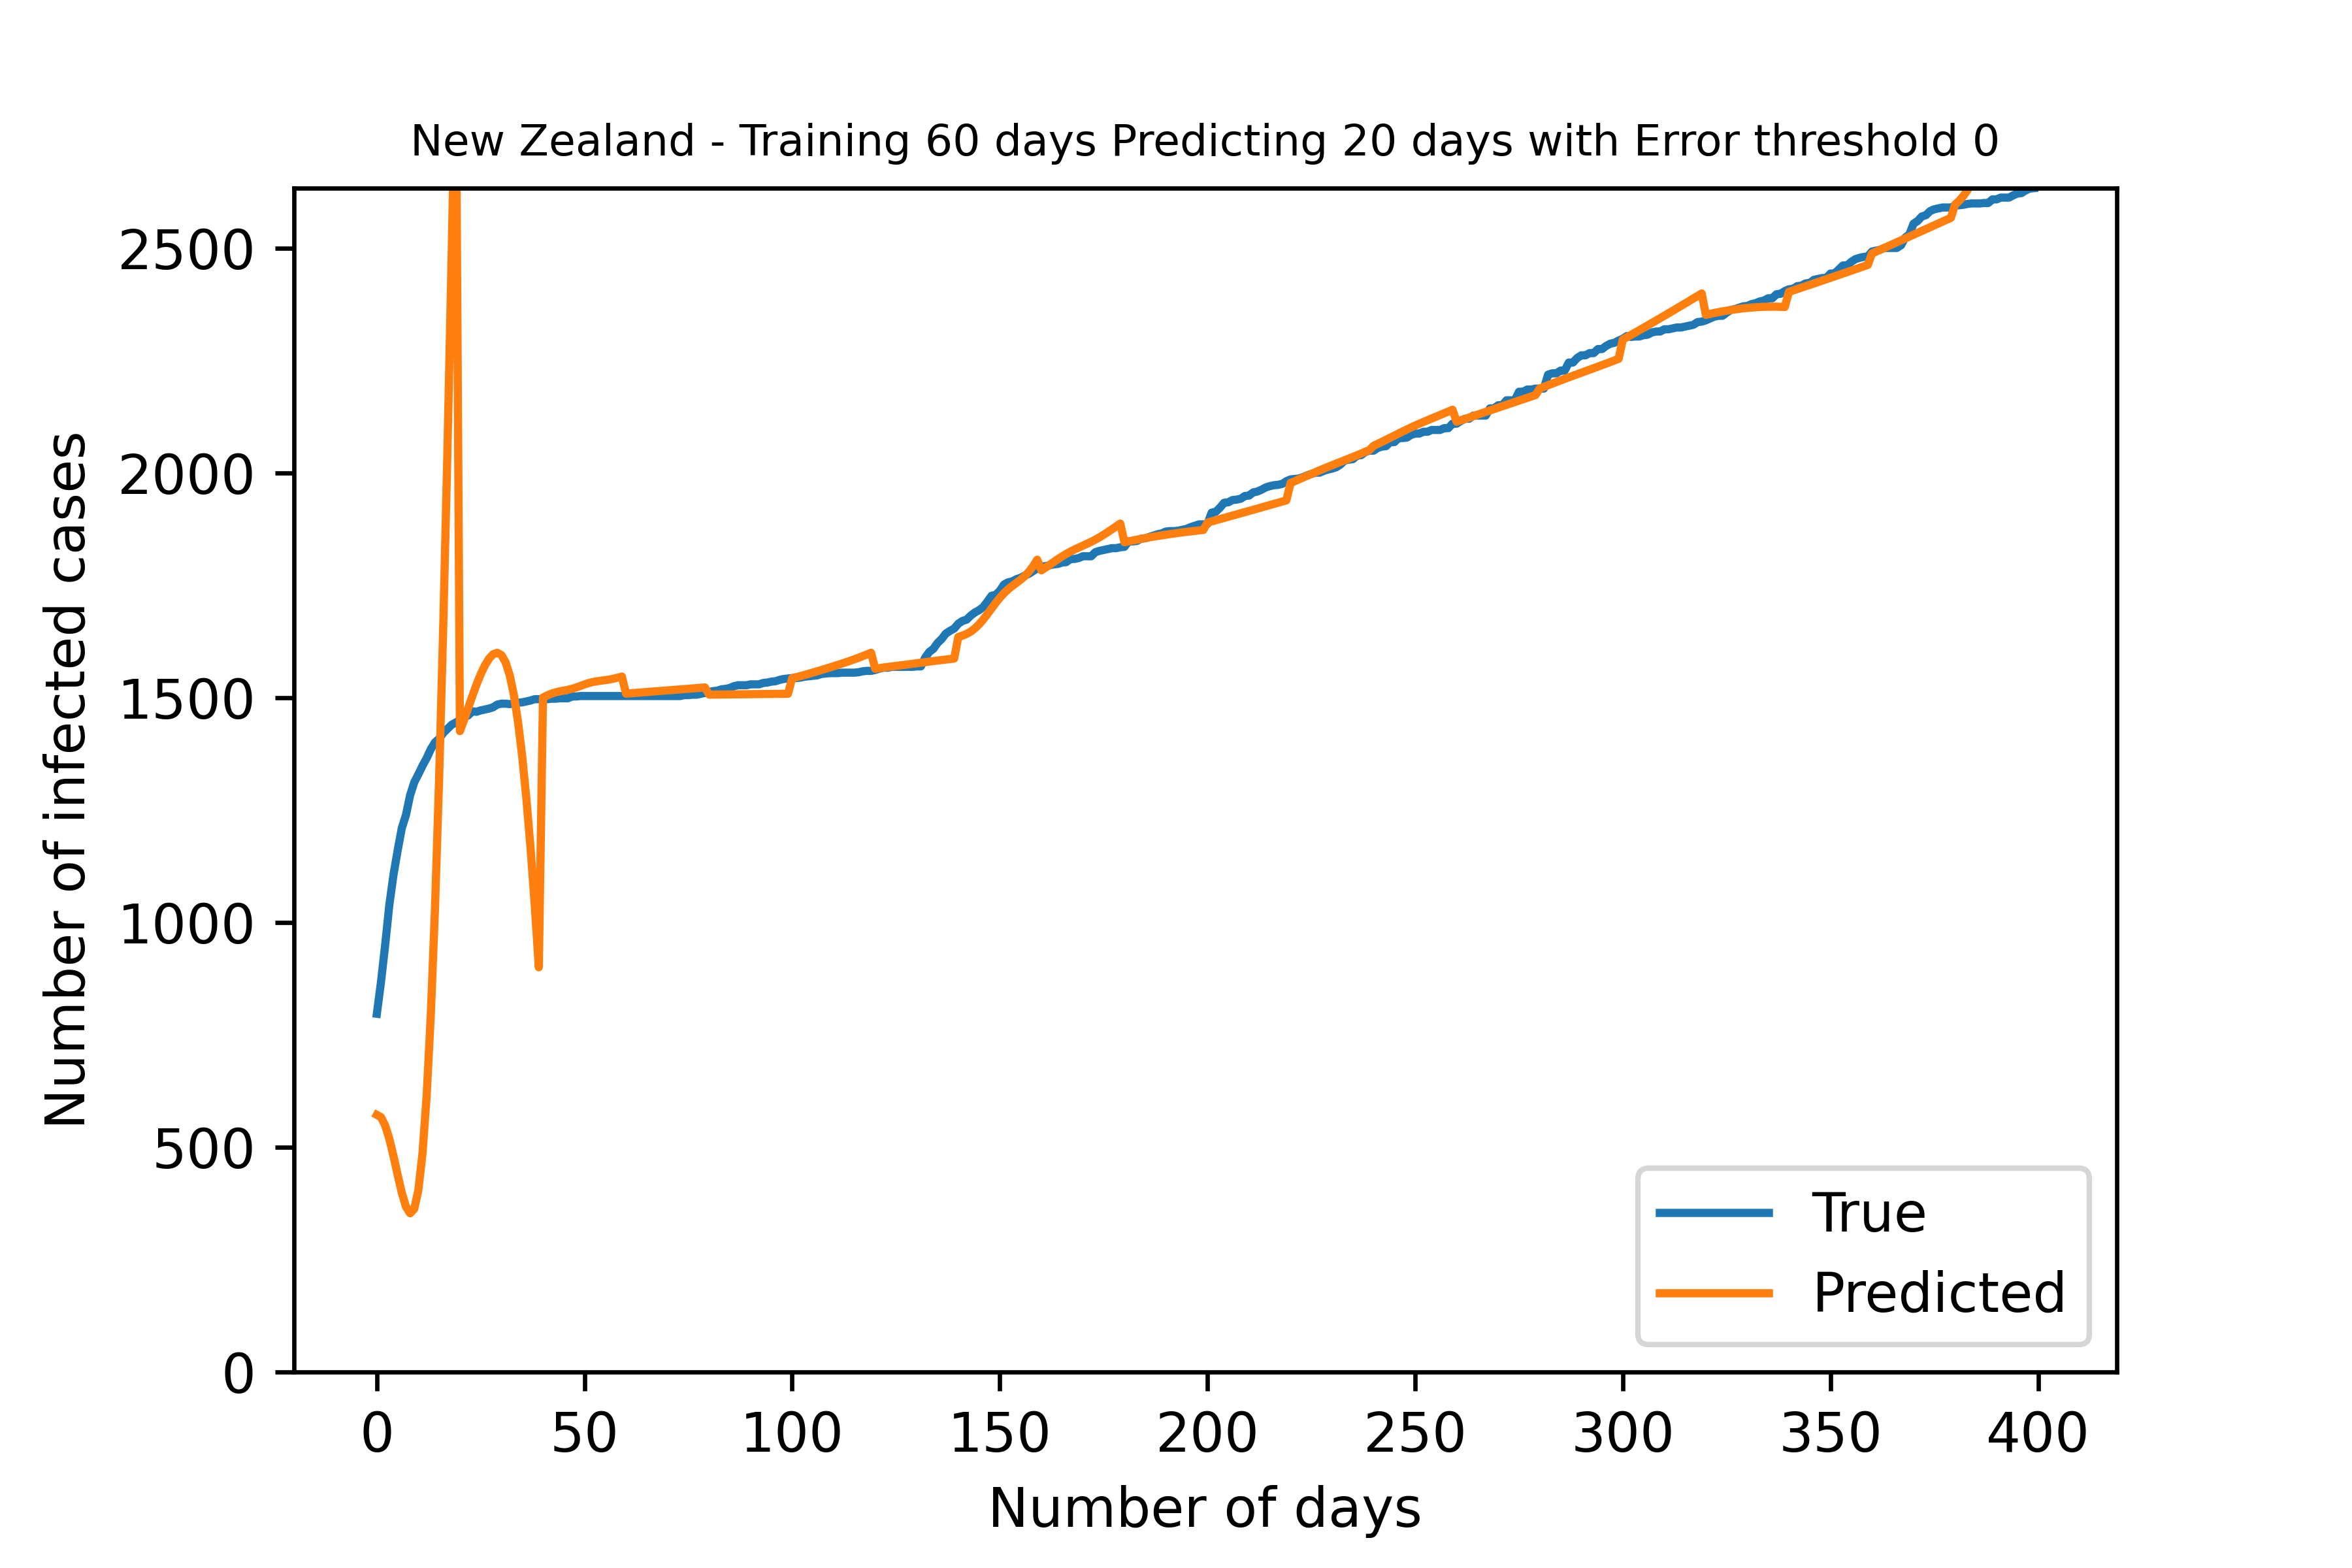 New Zealand - Training 60 days Predicting 20 days with Error threshold 0
Number of infected cases
2500
2000
1500
1000
500
0
0 50 100 150 200 250 300 350 400
Number of days
True
Predicted